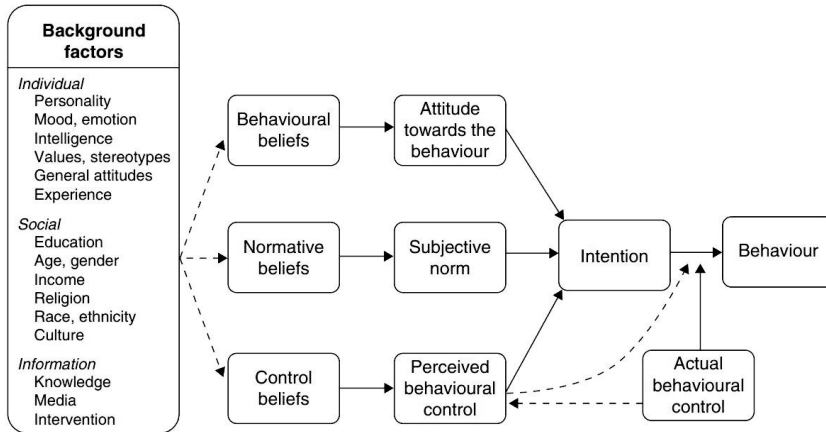 Background
factors
Individual
Personality
Mood, emotion
Intelligence
Values, stereotypes
General attitudes
Experience
Social
Education
Age, gender
Income
Religion
Race, ethnicity
Culture
Information
Knowledge
Media
Intervention
Behavioural
beliefs
Attitude
towards the
behaviour
Normative
beliefs
Subjective
norm
Intention
Behaviour
Control
beliefs
Perceived
behavioural
control
Actual
behavioural
control